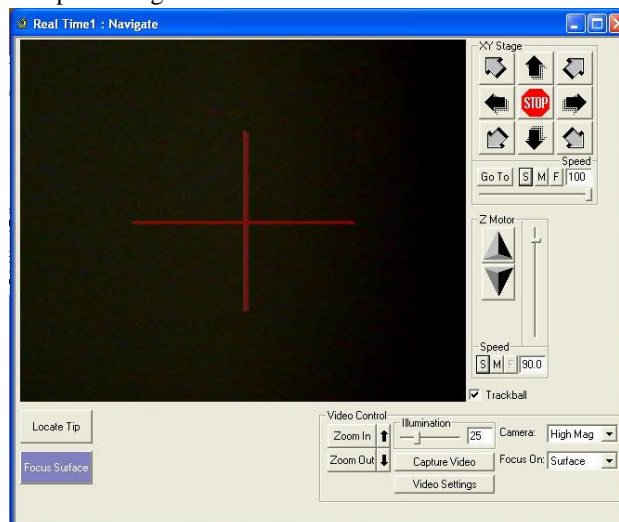 Real Time1 : Navigate
XY Stage
STOP
Speed
Go To S M F 100
Z Motor
Speed
S M F 90.0
Trackball
Locate Tip
Focus Surface
Video Control
Zoom In
Zoom Out
Illumination
25
Capture Video
Video Settings
Camera: High Mag
Focus On: Surface